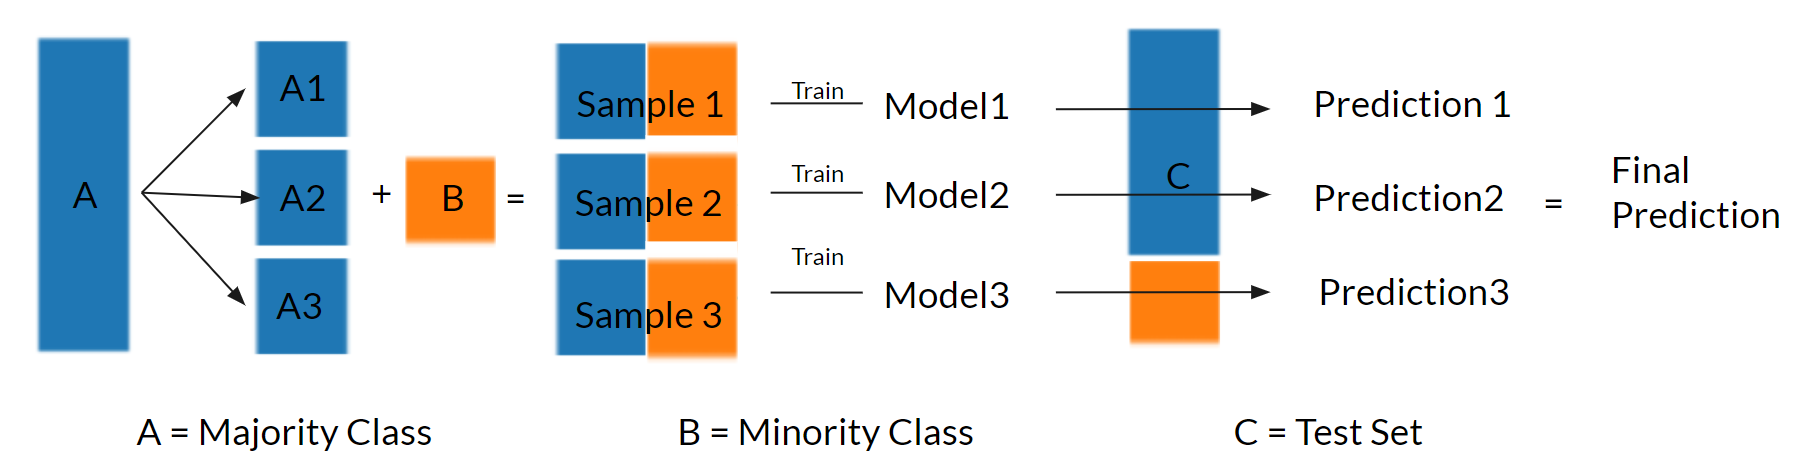 A
A1
A2
A3
+
B
=
Sample 1
Sample 2
Sample 3
Train
Train
Train
Model1
Model2
Model3
C
Prediction 1
Prediction2
Prediction3
=
Final
Prediction
A = Majority Class
B = Minority Class
C = Test Set